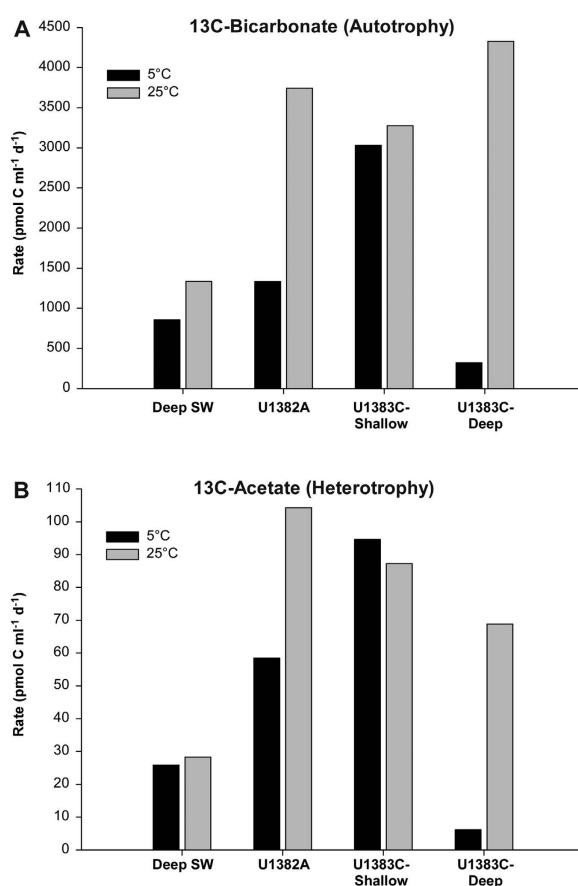 A
13C-Bicarbonate (Autotrophy)
4500
4000
3500
3000
2500
2000
1500
1000
500
0
Rate (pmol C ml-1 d-1)
5°C
25°C
Deep SW
U1382A
U1383C-
Shallow
U1383C-
Deep
B
13C-Acetate (Heterotrophy)
110
100
90
80
70
60
50
40
30
20
10
0
Rate (pmol C ml-1 d-1)
5°C
25°C
Deep SW
U1382A
U1383C-
Shallow
U1383C-
Deep